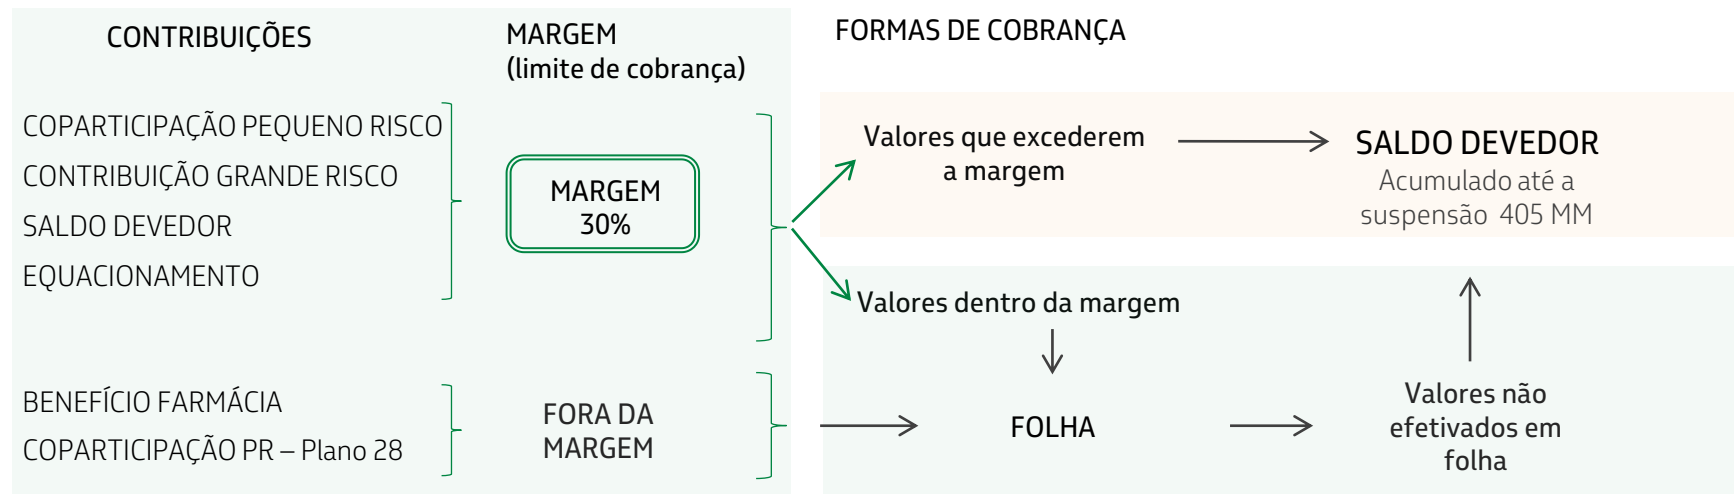 CONTRIBUIÇÕES
MARGEM
(limite de cobrança)
FORMAS DE COBRANÇA
COPARTICIPAÇÃO PEQUENO RISCO
CONTRIBUIÇÃO GRANDE RISCO
SALDO DEVEDOR
EQUACIONAMENTO
MARGEM
30%
Valores que excederem
a margem
SALDO DEVEDOR
Acumulado até a
suspensão 405 MM
Valores dentro da margem
BENEFÍCIO FARMÁCIA
COPARTICIPAÇÃO PR – Plano 28
FORA DA
MARGEM
FOLHA
Valores não
efetivados em
folha